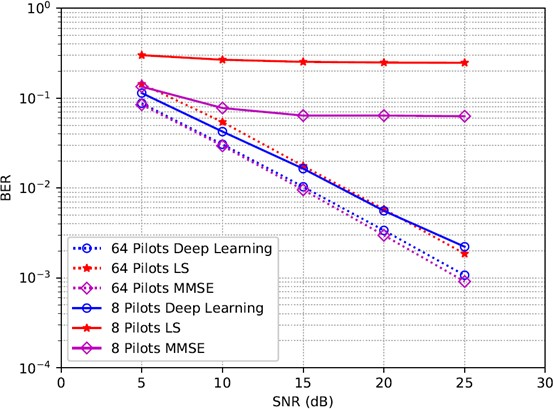 10⁰
10⁻¹
10⁻²
10⁻³
10⁻⁴
BER
64 Pilots Deep Learning
64 Pilots LS
64 Pilots MMSE
8 Pilots Deep Learning
8 Pilots LS
8 Pilots MMSE
0 5 10 15 20 25 30
SNR (dB)